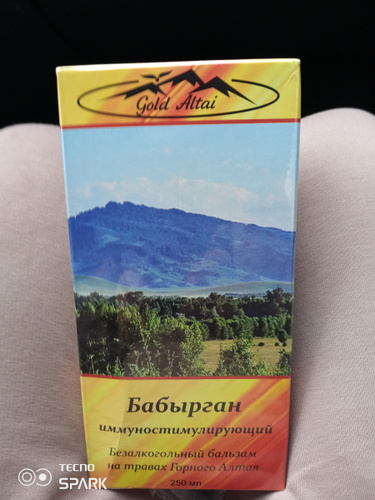 Gold Altai
Бабырган
иммуностимулирующий
Безалкогольный бальзам
на травах Горного Алтая
250 мл
TECNO
SPARK